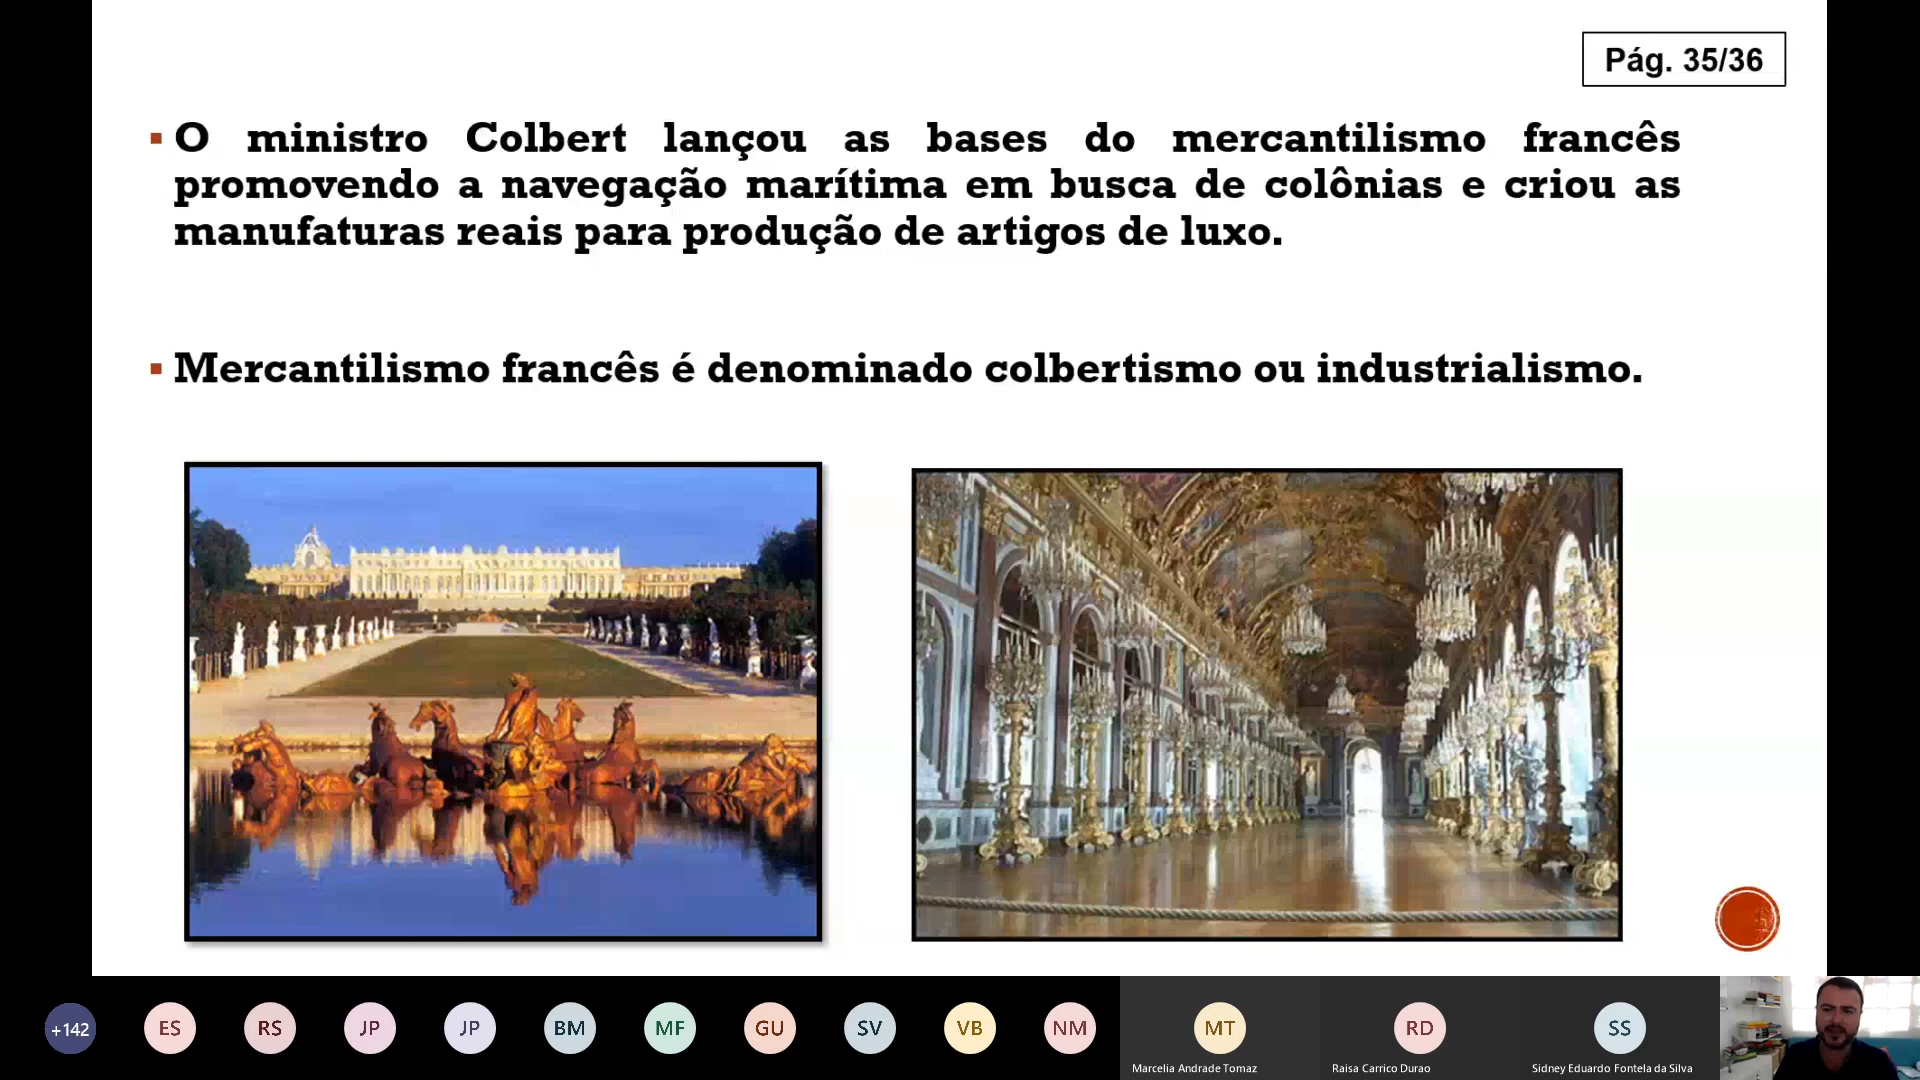 Pág. 35/36
O ministro Colbert lançou as bases do mercantilismo francês
promovendo a navegação marítima em busca de colônias e criou as
manufaturas reais para produção de artigos de luxo.
Mercantilismo francês é denominado colbertismo ou industrialismo.
+142
ES
RS
JP
JP
BM
MF
GU
SV
VB
NM
MT
RD
SS
Marcelia Andrade Tomaz
Raisa Carrico Durao
Sidney Eduardo Fontela da Silva